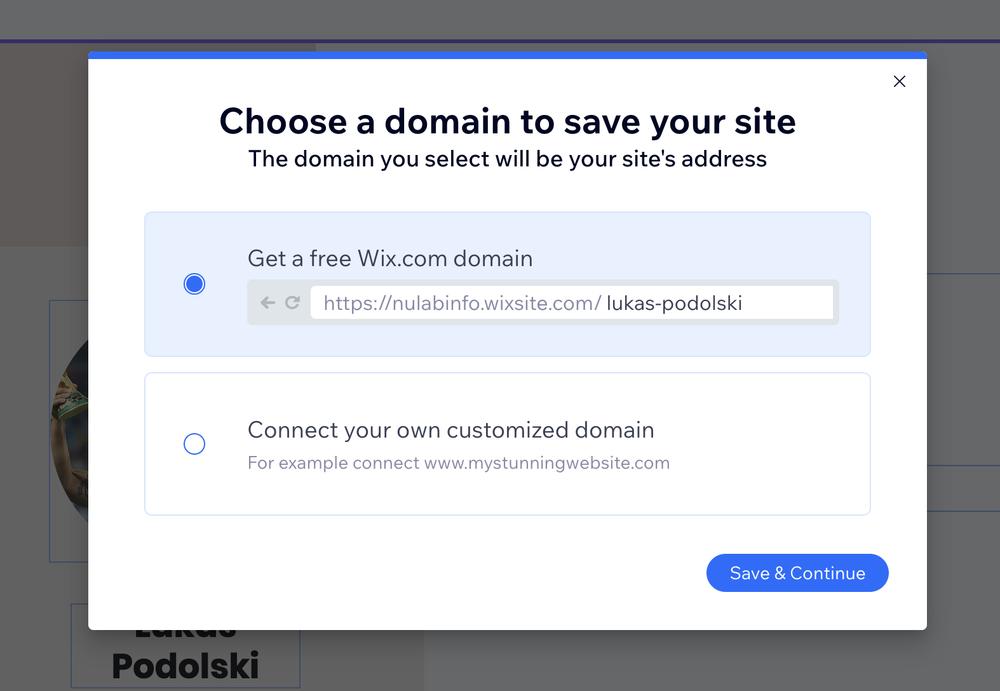 Choose a domain to save your site
The domain you select will be your site's address
Get a free Wix.com domain
https://nulabinfo.wixsite.com/ lukas-podolski
Connect your own customized domain
For example connect www.mystunningwebsite.com
Save & Continue
Lukas
Podolski